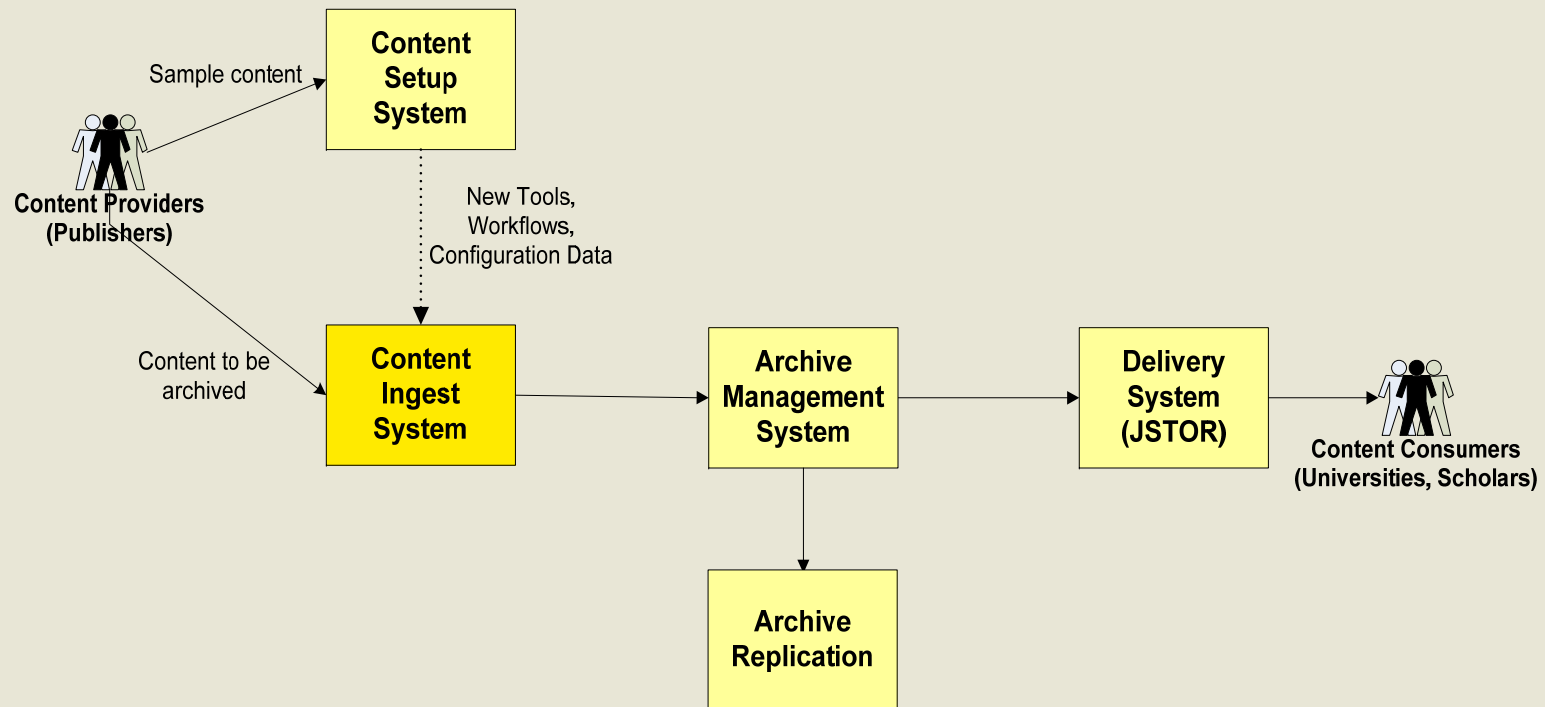 Content
Setup
System
Sample content
Content Providers
(Publishers)
New Tools,
Workflows,
Configuration Data
Content to be
archived
Content
Ingest
System
Archive
Management
System
Delivery
System
(JSTOR)
Content Consumers
(Universities, Scholars)
Archive
Replication